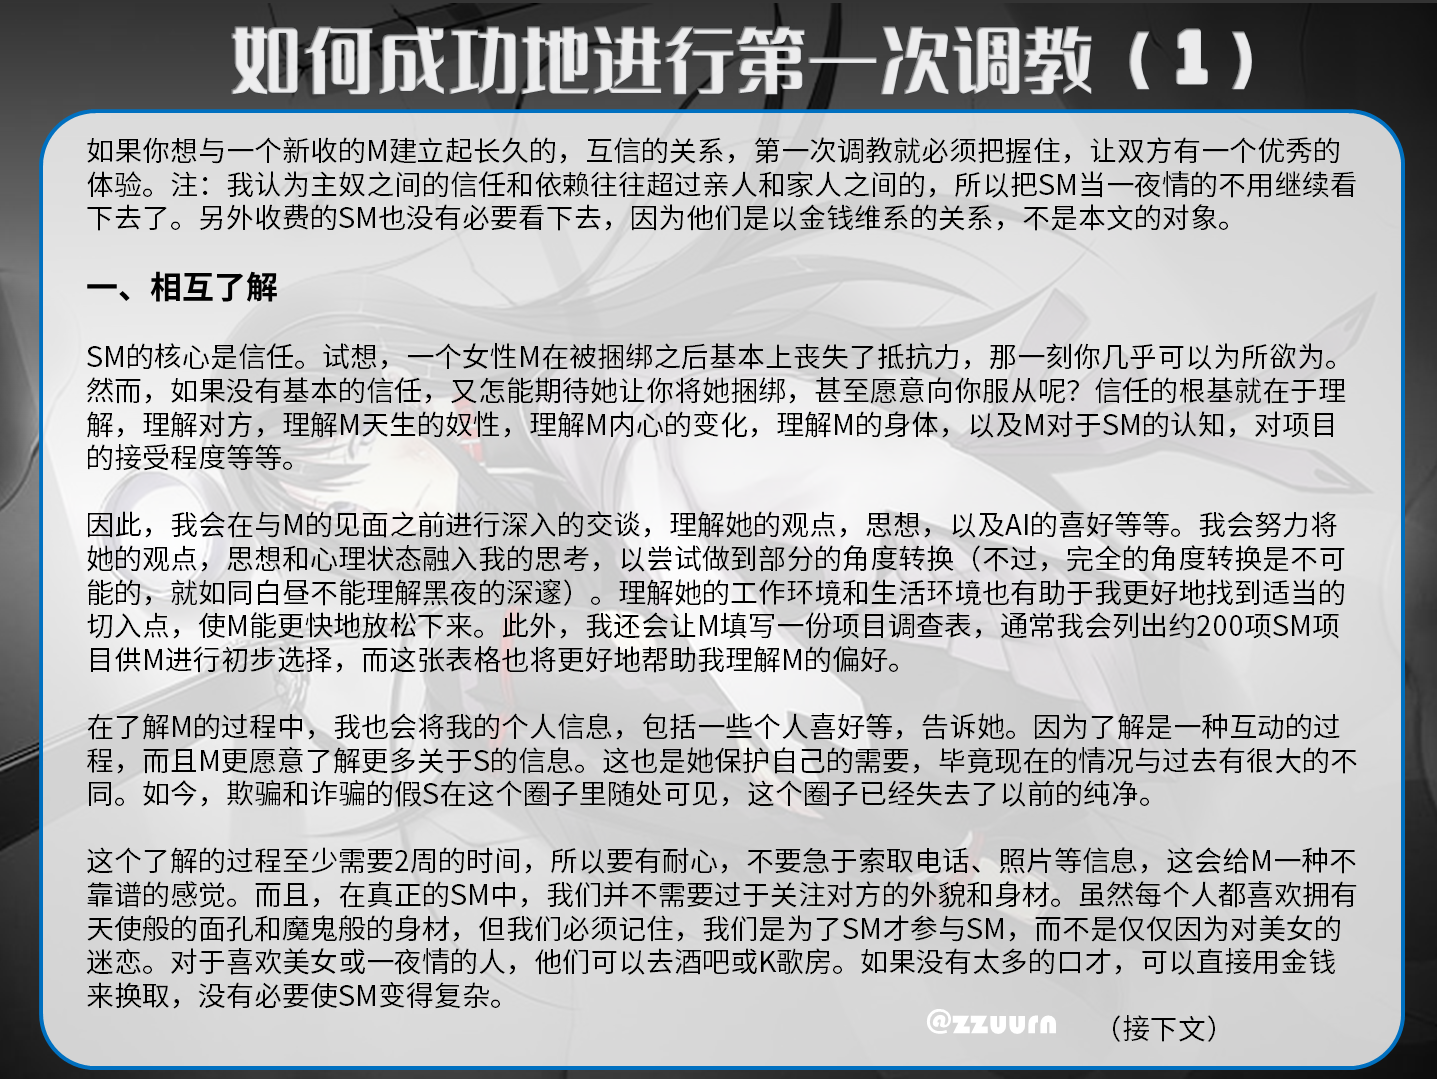 如何成功地进行第一次调教（1）
如果你想与一个新收的M建立起长久的，互信的关系，第一次调教就必须把握住，让双方有一个优秀的
体验。注：我认为主奴之间的信任和依赖往往超过亲人和家人之间的，所以把SM当一夜情的不用继续看
下去了。另外收费的SM也没有必要看下去，因为他们是以金钱维系的关系，不是本文的对象。
一、相互了解
SM的核心是信任。试想，一个女性M在被捆绑之后基本上丧失了抵抗力，那一刻你几乎可以为所欲为。
然而，如果没有基本的信任，又怎能期待她让你将她捆绑，甚至愿意向你服从呢？信任的根基就在于理
解，理解对方，理解M天生的奴性，理解M内心的变化，理解M的身体，以及M对于SM的认知，对项目
的接受程度等等。
因此，我会在与M的见面之前进行深入的交谈，理解她的观点，思想，以及AI的喜好等等。我会努力将
她的观点，思想和心理状态融入我的思考，以尝试做到部分的角度转换（不过，完全的角度转换是不可
能的，就如同白昼不能理解黑夜的深邃）。理解她的工作环境和生活环境也有助于我更好地找到适当的
切入点，使M能更快地放松下来。此外，我还会让M填写一份项目调查表，通常我会列出约200项SM项
目供M进行初步选择，而这张表格也将更好地帮助我理解M的偏好。
在了解M的过程中，我也会将我的个人信息，包括一些个人喜好等，告诉她。因为了解是一种互动的过
程，而且M更愿意了解更多关于S的信息。这也是她保护自己的需要，毕竟现在的情况与过去有很大的不
同。如今，欺骗和诈骗的假S在这个圈子里随处可见，这个圈子已经失去了以前的纯净。
这个了解的过程至少需要2周的时间，所以要有耐心，不要急于索取电话、照片等信息，这会给M一种不
靠谱的感觉。而且，在真正的SM中，我们并不需要过于关注对方的外貌和身材。虽然每个人都喜欢拥有
天使般的面孔和魔鬼般的身材，但我们必须记住，我们是为了SM才参与SM，而不是仅仅因为对美女的
迷恋。对于喜欢美女或一夜情的人，他们可以去酒吧或K歌房。如果没有太多的口才，可以直接用金钱
来换取，没有必要使SM变得复杂。
@zzuurn
（接下文）